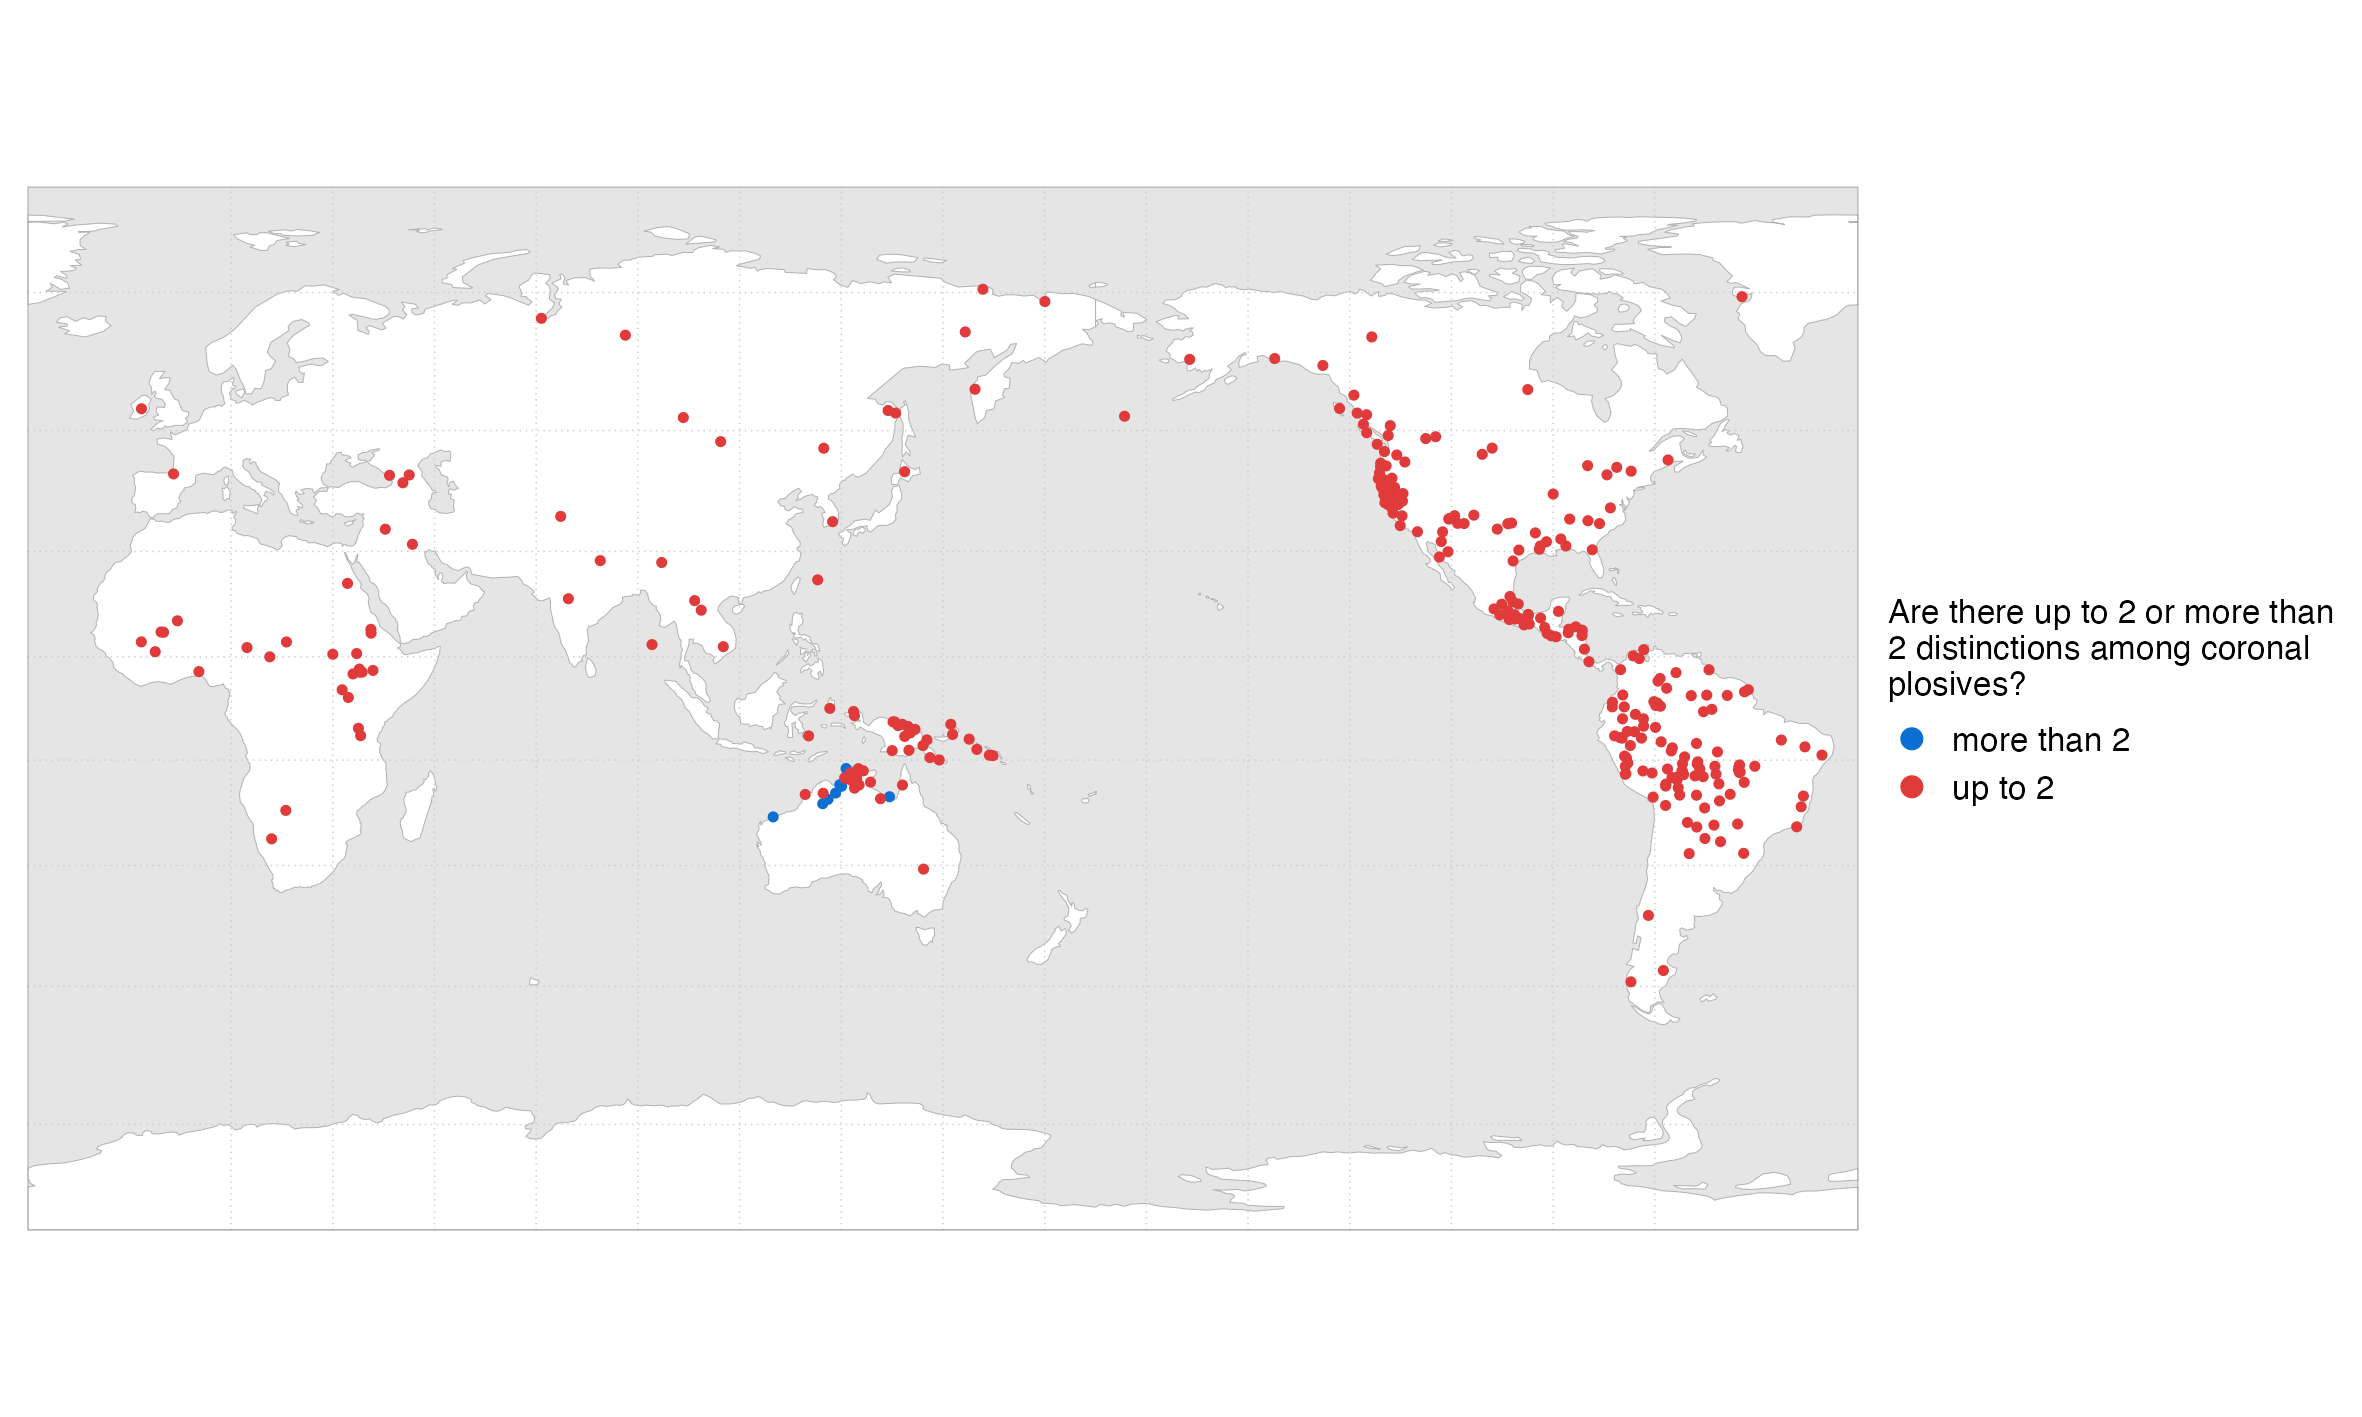 Are there up to 2 or more than
2 distinctions among coronal
plosives?
more than 2
up to 2